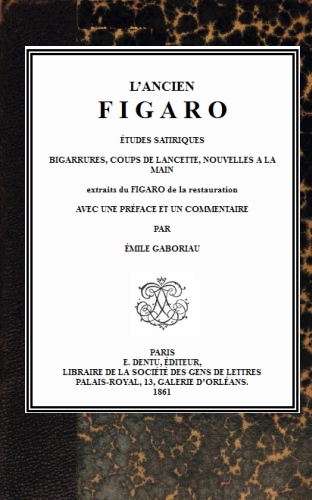 L'ANCIEN
FIGARO
ÉTUDES SATIRIQUES
BIGARRURES, COUPS DE LANCETTE, NOUVELLES A LA
MAIN
extraits du FIGARO de la restauration
AVEC UNE PRÉFACE ET UN COMMENTAIRE
PAR
ÉMILE GABORIAU
PARIS
E. DENTU, ÉDITEUR,
LIBRAIRE DE LA SOCIÉTÉ DES GENS DE LETTRES
PALAIS-ROYAL, 13, GALERIE D'ORLÉANS.
1861